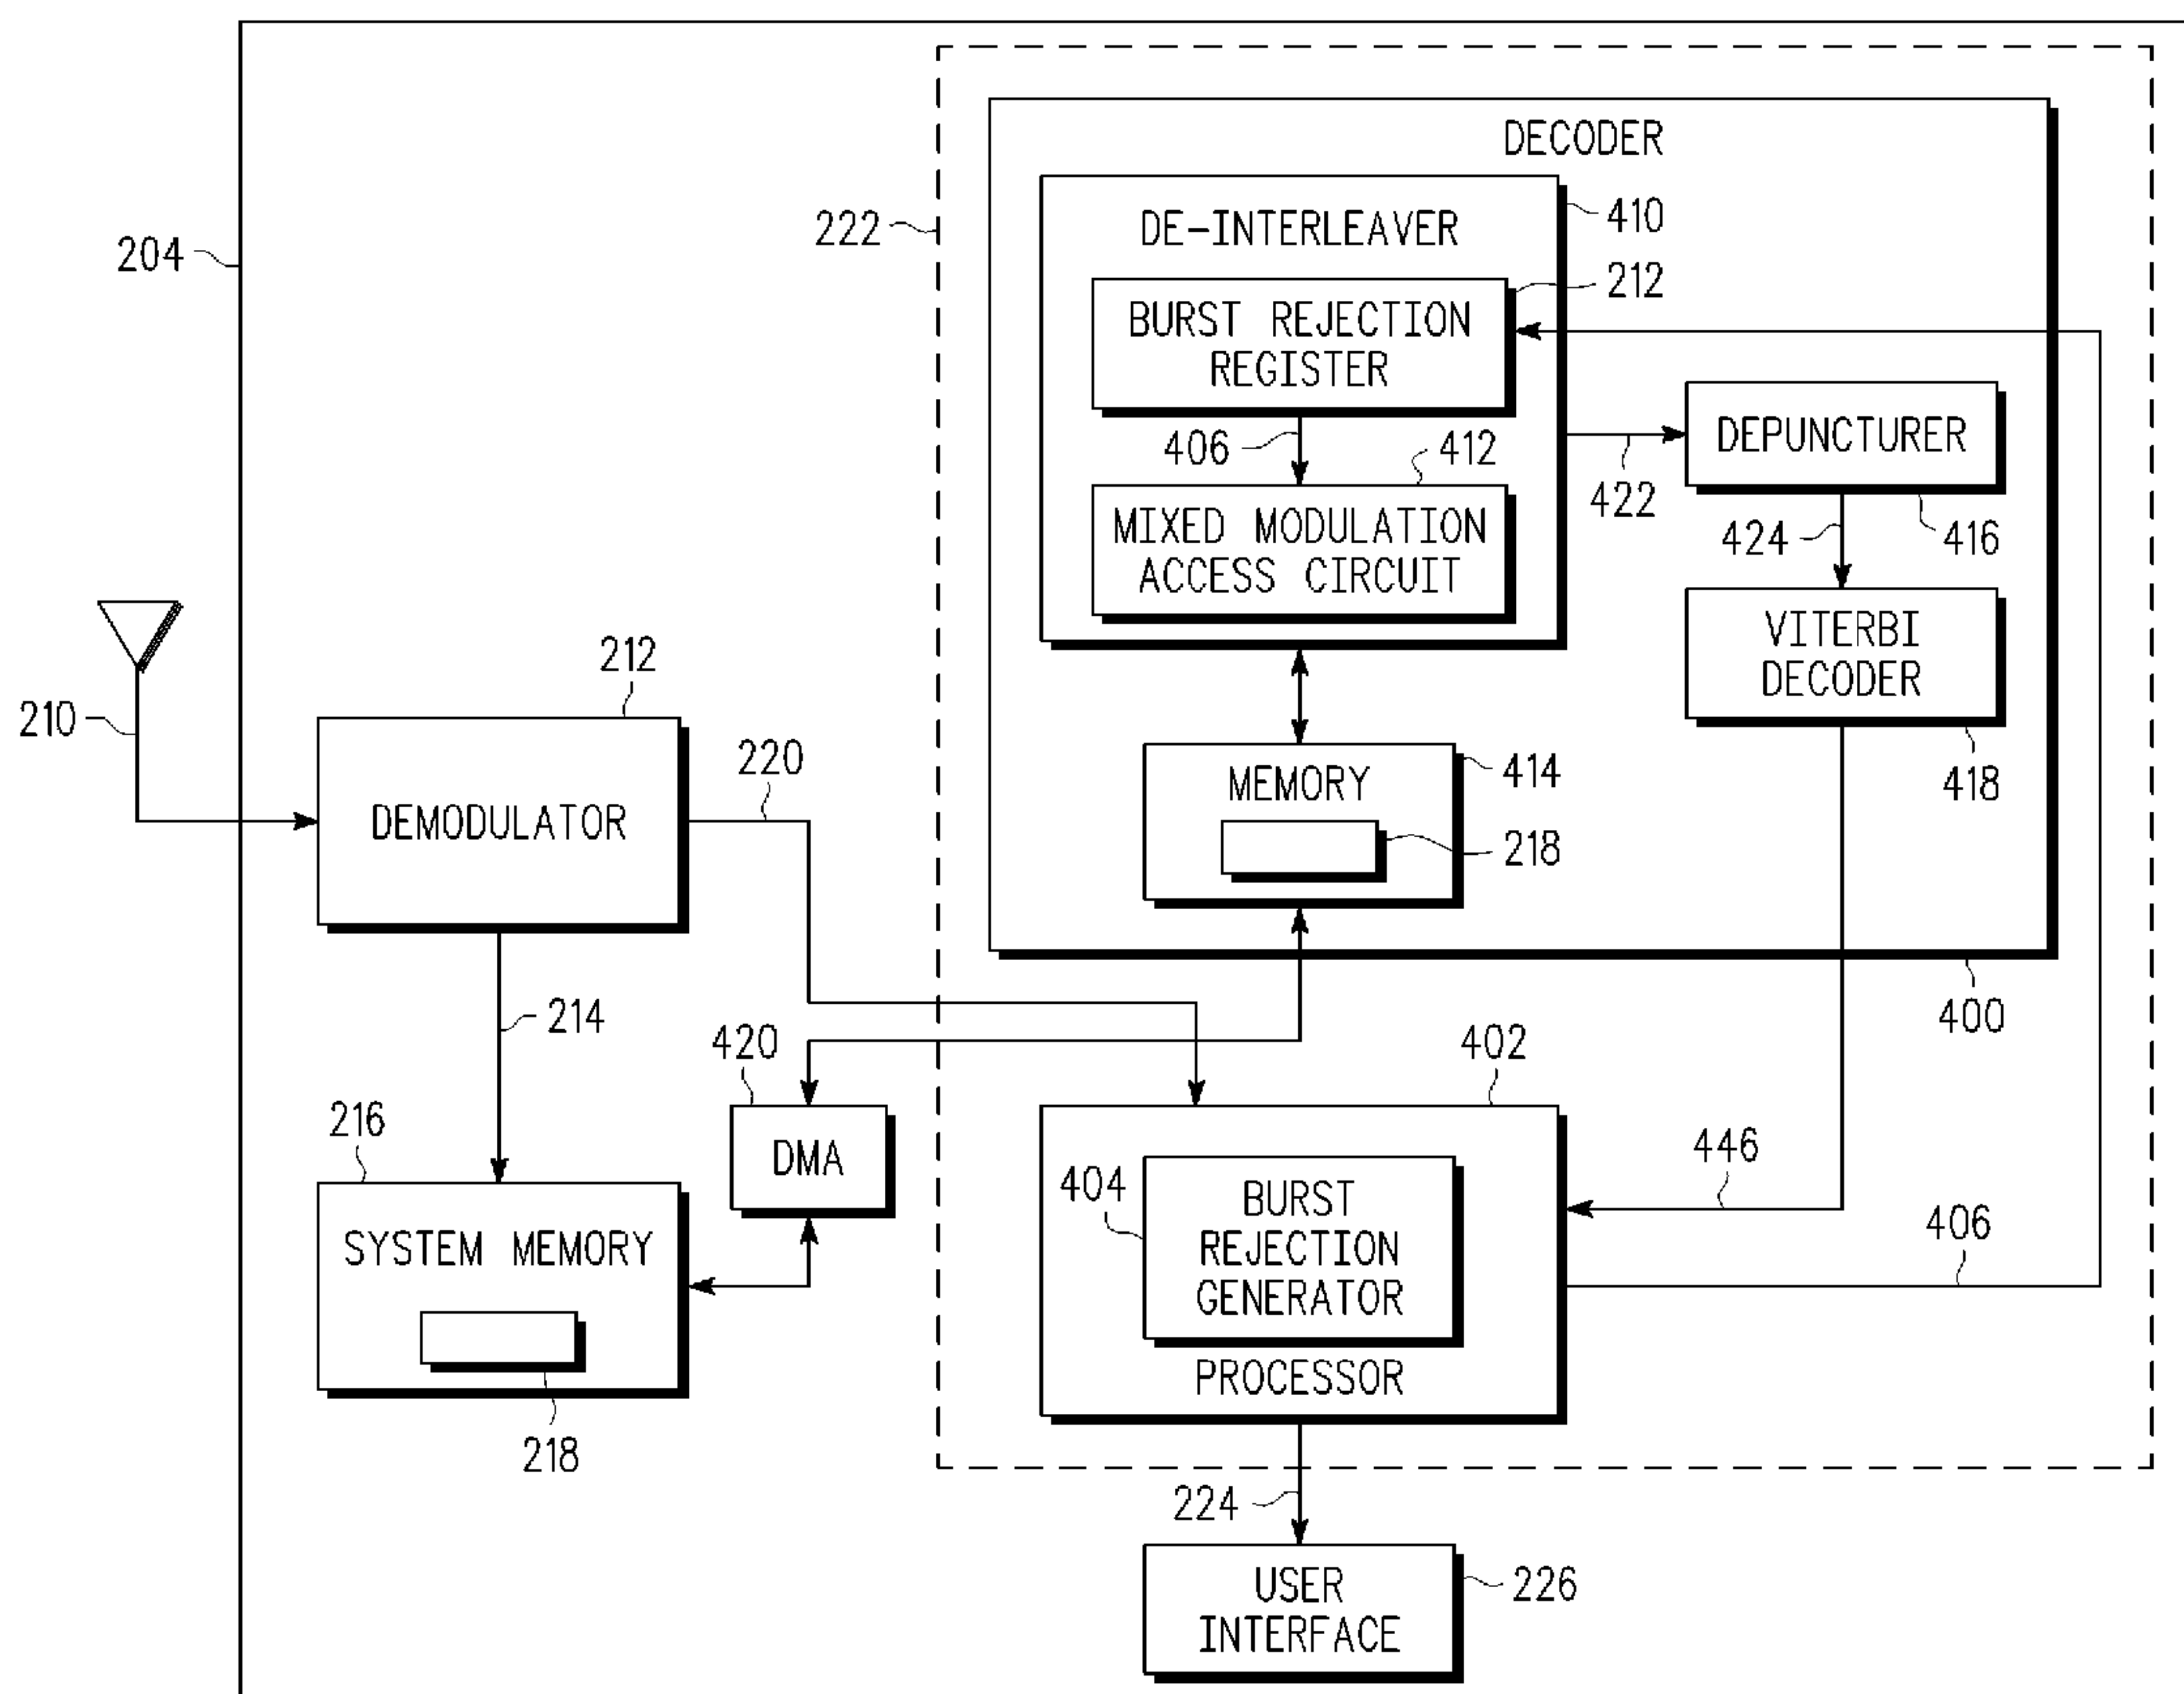 DECODER
222
DE-INTERLEAVER
410
204
212
BURST REJECTION
REGISTER
406
412
DEPUNCTURER
422
MIXED MODULATION
ACCESS CIRCUIT
424
416
VITERBI
DECODER
212
210
220
MEMORY
414
418
DEMODULATOR
218
214
420
402
400
216
DMA
446
404
BURST
REJECTION
GENERATOR
406
SYSTEM MEMORY
PROCESSOR
218
224
USER
INTERFACE
226